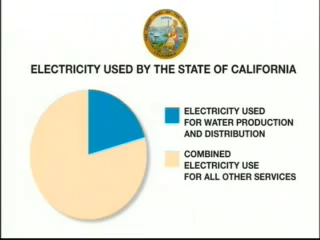 ELECTRICITY USED BY THE STATE OF CALIFORNIA
ELECTRICITY USED
FOR WATER PRODUCTION
AND DISTRIBUTION
COMBINED
ELECTRICITY USE
FOR ALL OTHER SERVICES